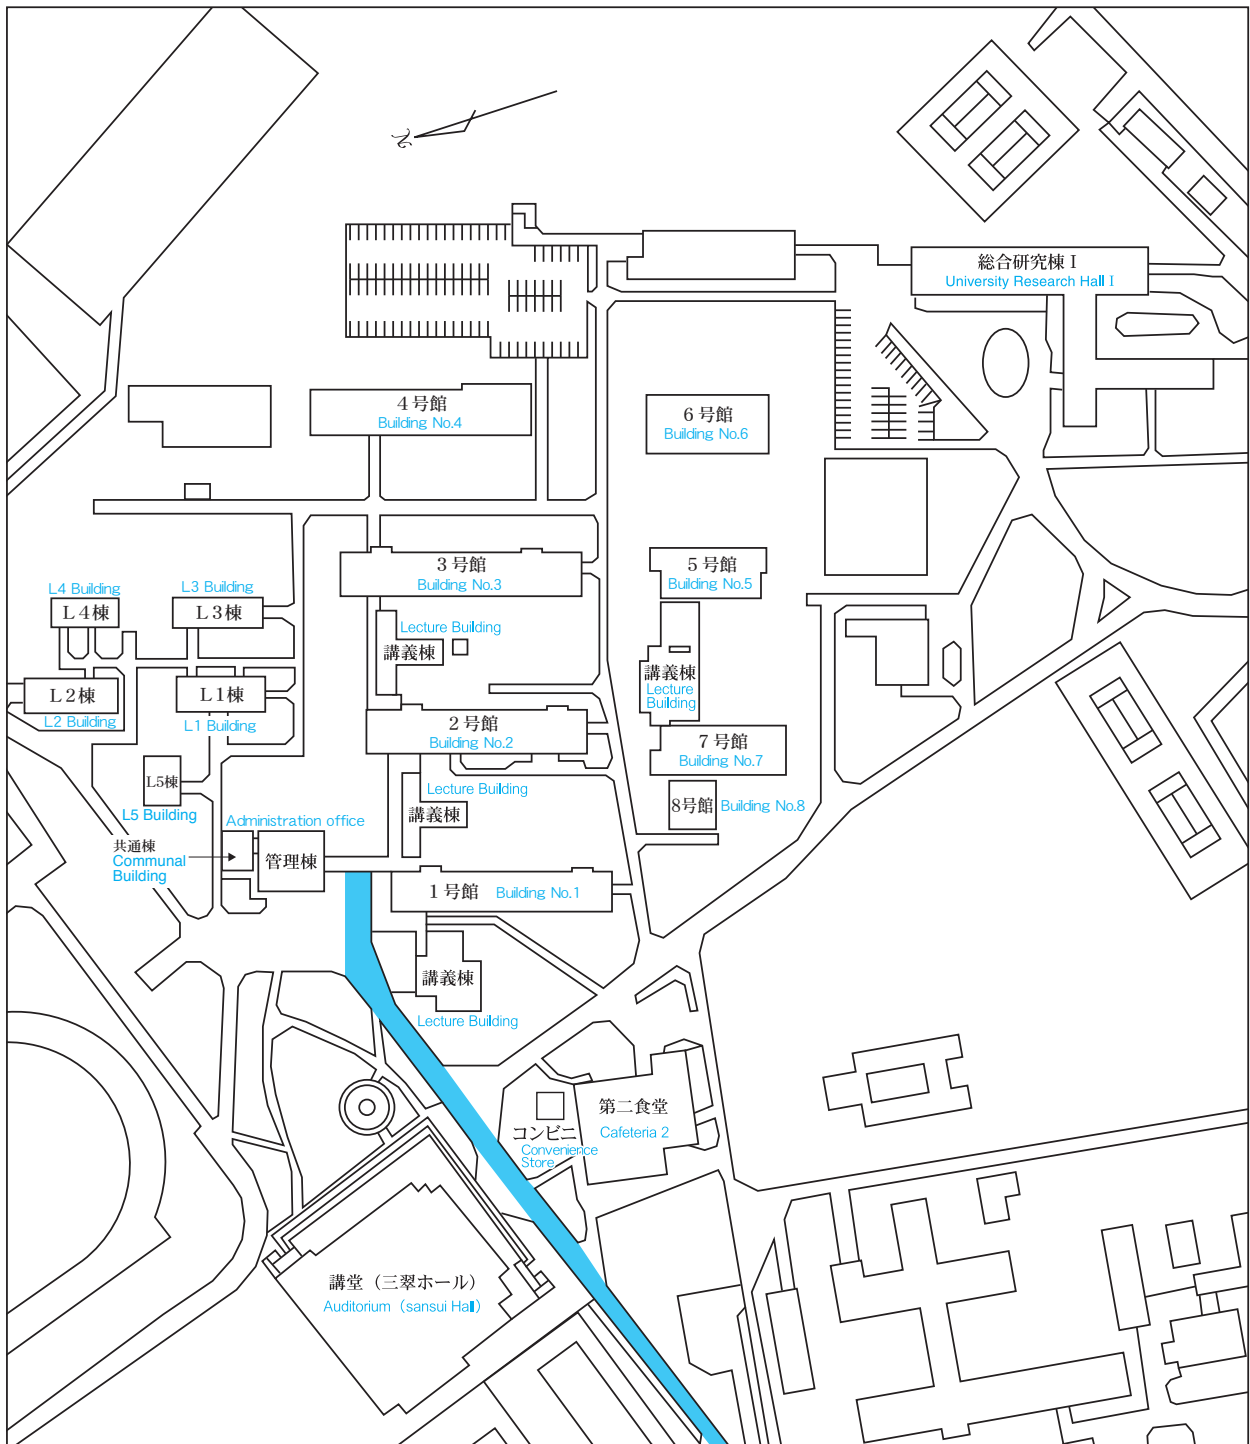 N
総合研究棟 I
University Research Hall I
4号館
Building No.4
6号館
Building No.6
3号館
Building No.3
5号館
Building No.5
L4 Building
L4棟
L3 Building
L3棟
Lecture Building
講義棟
講義棟
Lecture
Building
L2棟
L2 Building
L1棟
L1 Building
2号館
Building No.2
7号館
Building No.7
L5棟
L5 Building
Lecture Building
講義棟
8号館 Building No.8
Administration office
管理棟
共通棟
Communal
Building
1号館 Building No.1
講義棟
Lecture Building
第二食堂
Cafeteria 2
コンビニ
Convenience
Store
講堂（三翠ホール）
Auditorium（sansui Hall）